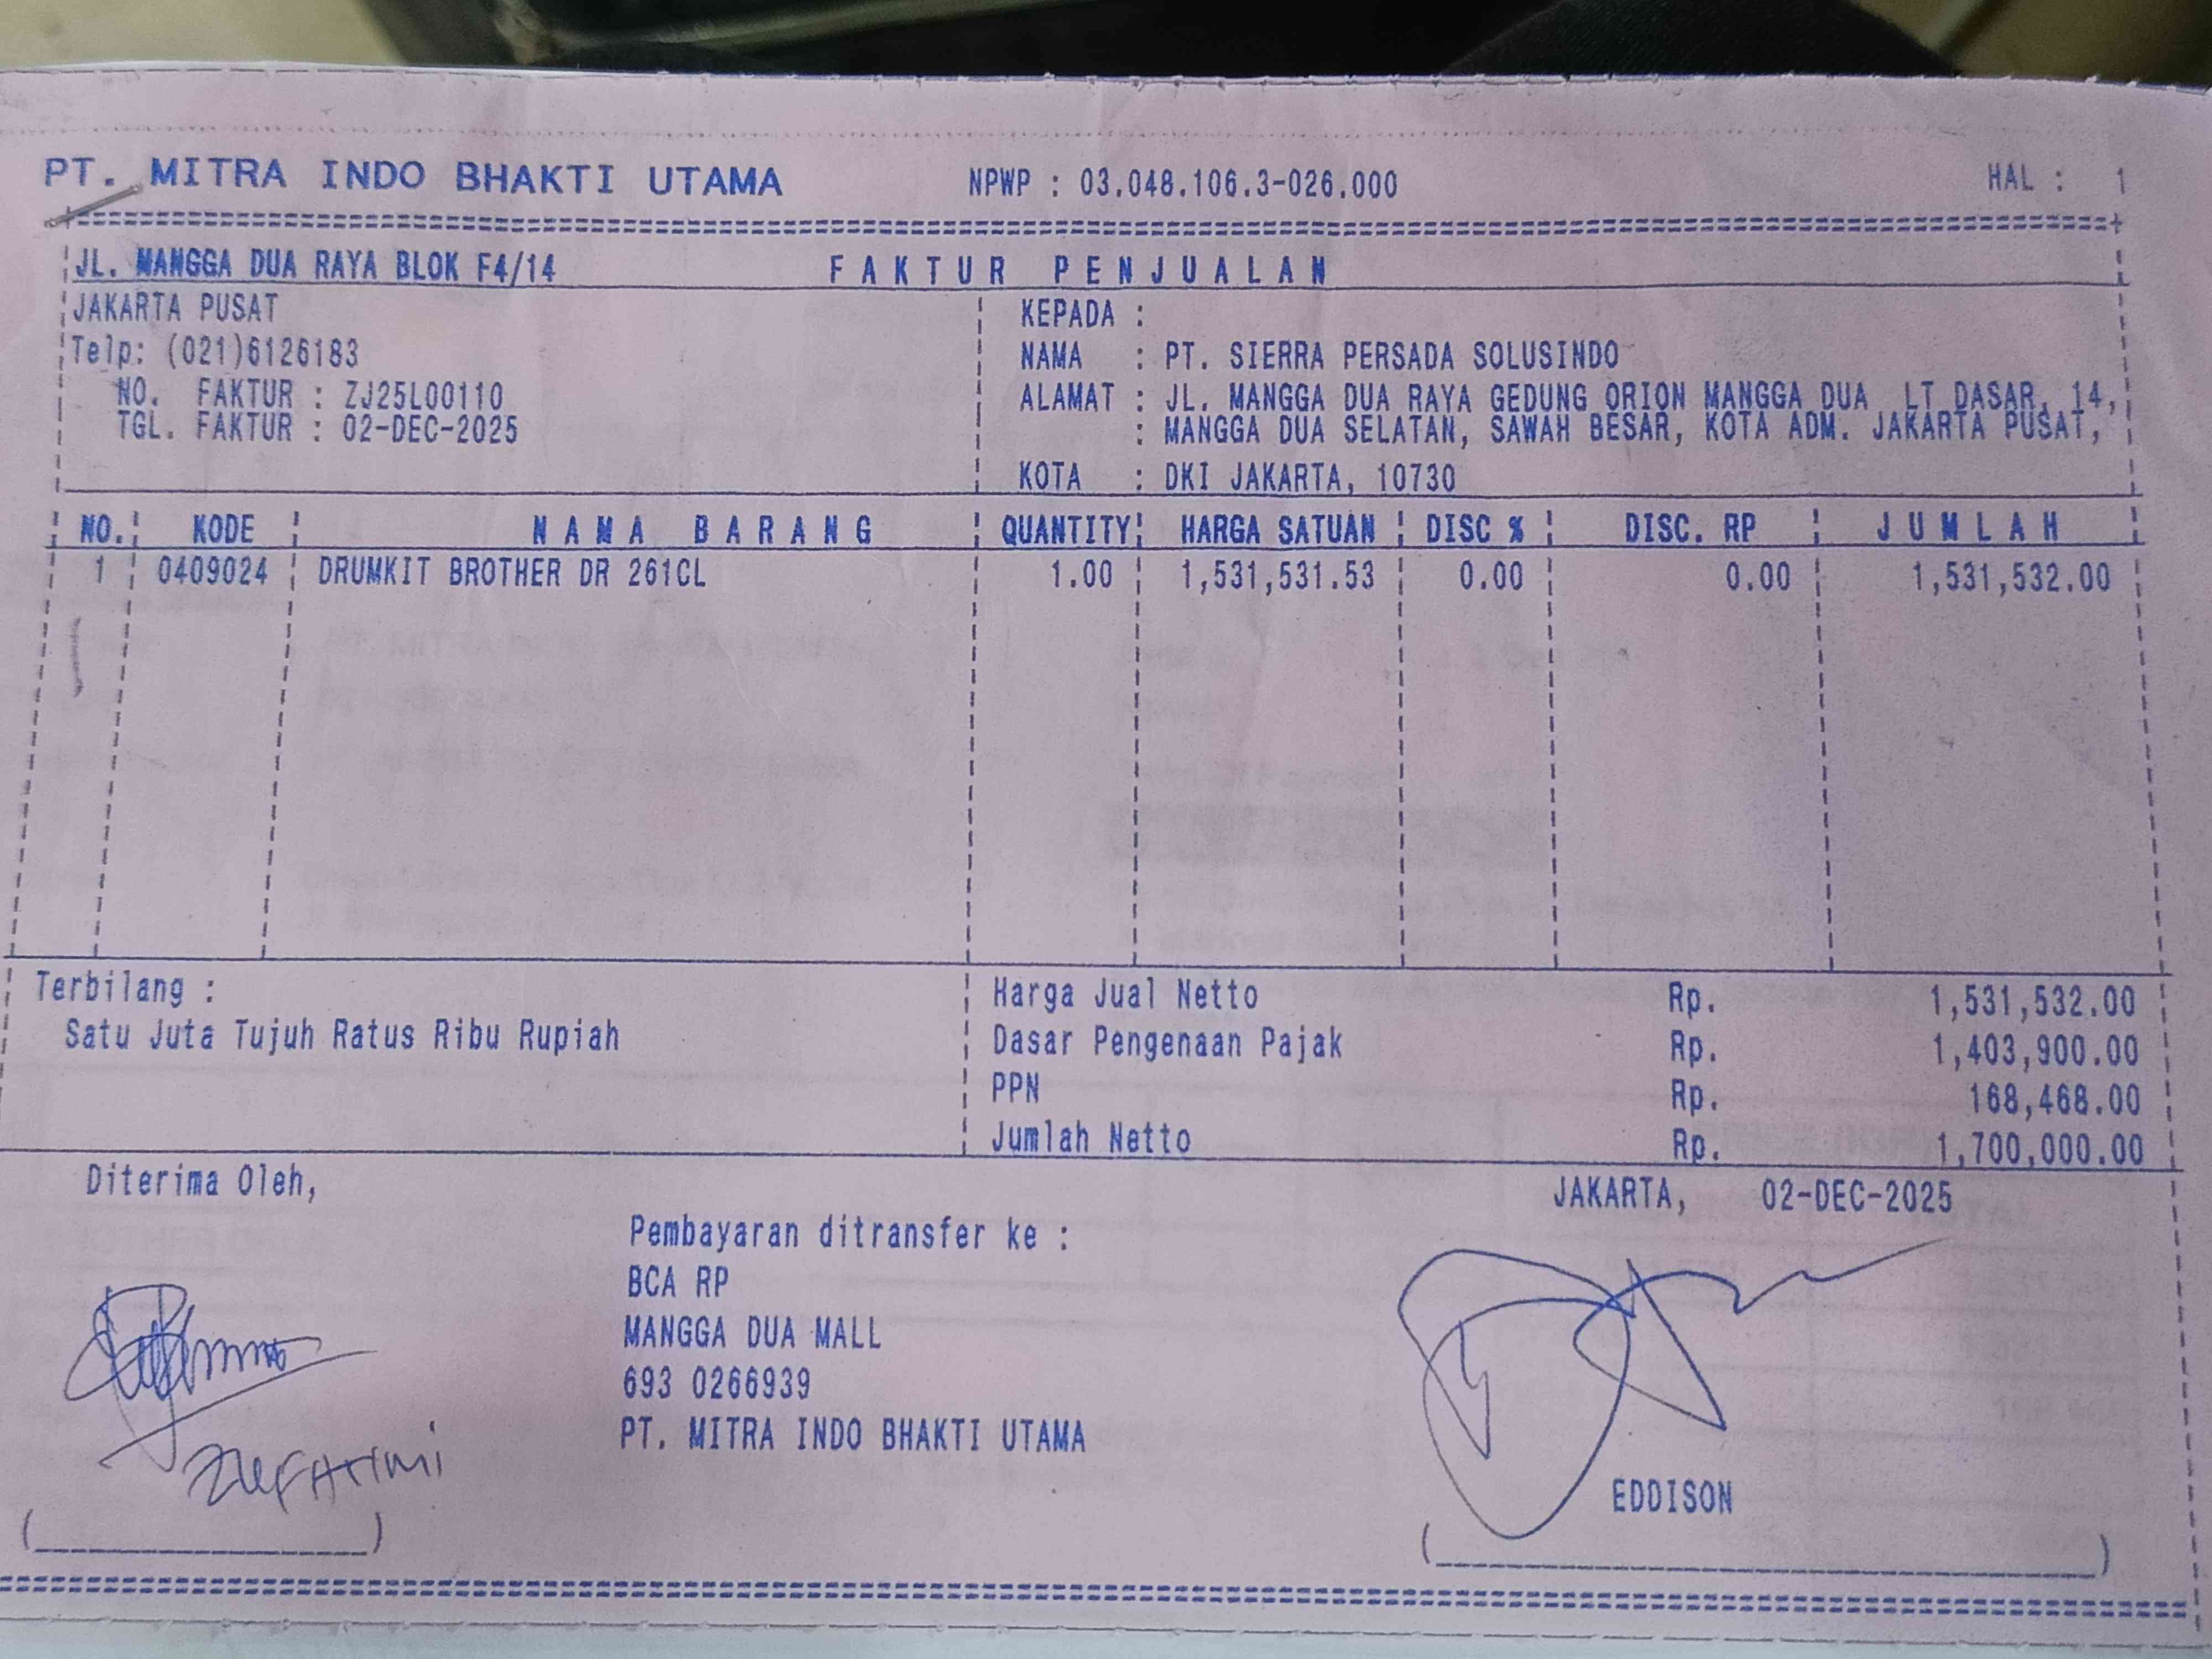 PT. MITRA INDO BHAKTI UTAMA NPWP : 03.048.106.3-026.000 HAL : 1
JL. MANGGA DUA RAYA BLOK F4/14 FAKTUR PENJUALAN
JAKARTA PUSAT
Telp: (021)6126183
NO. FAKTUR : ZJ25L00110
TGL. FAKTUR : 02-DEC-2025
KEPADA :
NAMA : PT. SIERRA PERSADA SOLUSINDO
ALAMAT : JL. MANGGA DUA RAYA GEDUNG ORION MANGGA DUA LT DASAR, 14,
: MANGGA DUA SELATAN, SAWAH BESAR, KOTA ADM. JAKARTA PUSAT,
KOTA : DKI JAKARTA, 10730
NO. KODE NAMA BARANG QUANTITY HARGA SATUAN DISC % DISC. RP JUMLAH
1 0409024 DRUMKIT BROTHER DR 261CL 1.00 1,531,531.53 0.00 0.00 1,531,532.00
Terbilang :
Satu Juta Tujuh Ratus Ribu Rupiah
Harga Jual Netto Rp. 1,531,532.00
Dasar Pengenaan Pajak Rp. 1,403,900.00
PPN Rp. 168,468.00
Jumlah Netto Rp. 1,700,000.00
Diterima Oleh,
Pembayaran ditransfer ke :
BCA RP
MANGGA DUA MALL
693 0266939
PT. MITRA INDO BHAKTI UTAMA
JAKARTA, 02-DEC-2025
EDDISON